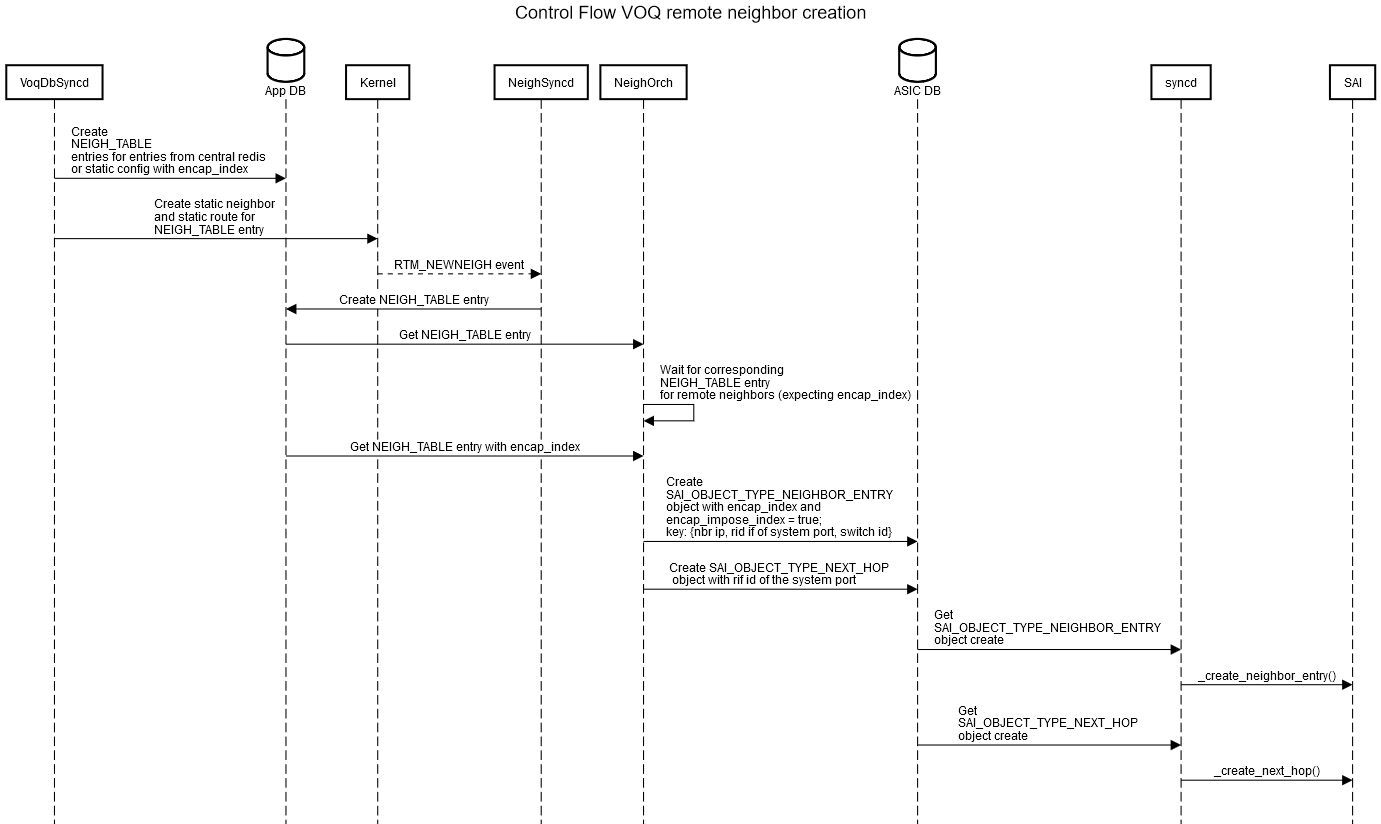 Control Flow VOQ remote neighbor creation
VoqDbSyncd
App DB
Kernel
NeighSyncd
NeighOrch
ASIC DB
syncd
SAI
Create
NEIGH_TABLE
entries for entries from central redis
or static config with encap_index
Create static neighbor
and static route for
NEIGH_TABLE entry
RTM_NEWNEIGH event
Create NEIGH_TABLE entry
Get NEIGH_TABLE entry
Wait for corresponding
NEIGH_TABLE entry
for remote neighbors (expecting encap_index)
Get NEIGH_TABLE entry with encap_index
Create
SAI_OBJECT_TYPE_NEIGHBOR_ENTRY
object with encap_index and
encap_impose_index = true;
key: {nbr ip, rid if of system port, switch id}
Create SAI_OBJECT_TYPE_NEXT_HOP
object with rif id of the system port
Get
SAI_OBJECT_TYPE_NEIGHBOR_ENTRY
object create
_create_neighbor_entry()
Get
SAI_OBJECT_TYPE_NEXT_HOP
object create
_create_next_hop()